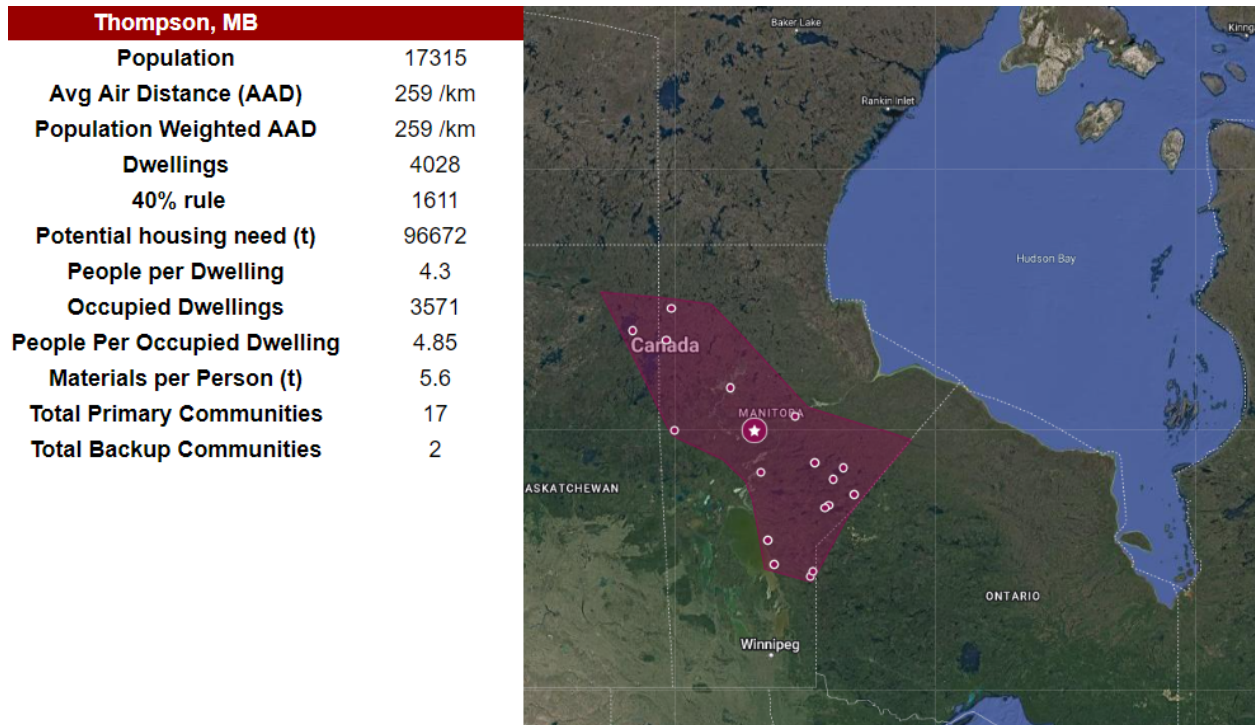 Thompson, MB
Population 17315
Avg Air Distance (AAD) 259 /km
Population Weighted AAD 259 /km
Dwellings 4028
40% rule 1611
Potential housing need (t) 96672
People per Dwelling 4.3
Occupied Dwellings 3571
People Per Occupied Dwelling 4.85
Materials per Person (t) 5.6
Total Primary Communities 17
Total Backup Communities 2
Baker Lake
Kinng
Rankin Inlet
Hudson Bay
Canada
MANITOBA
ASKATCHEWAN
ONTARIO
Winnipeg